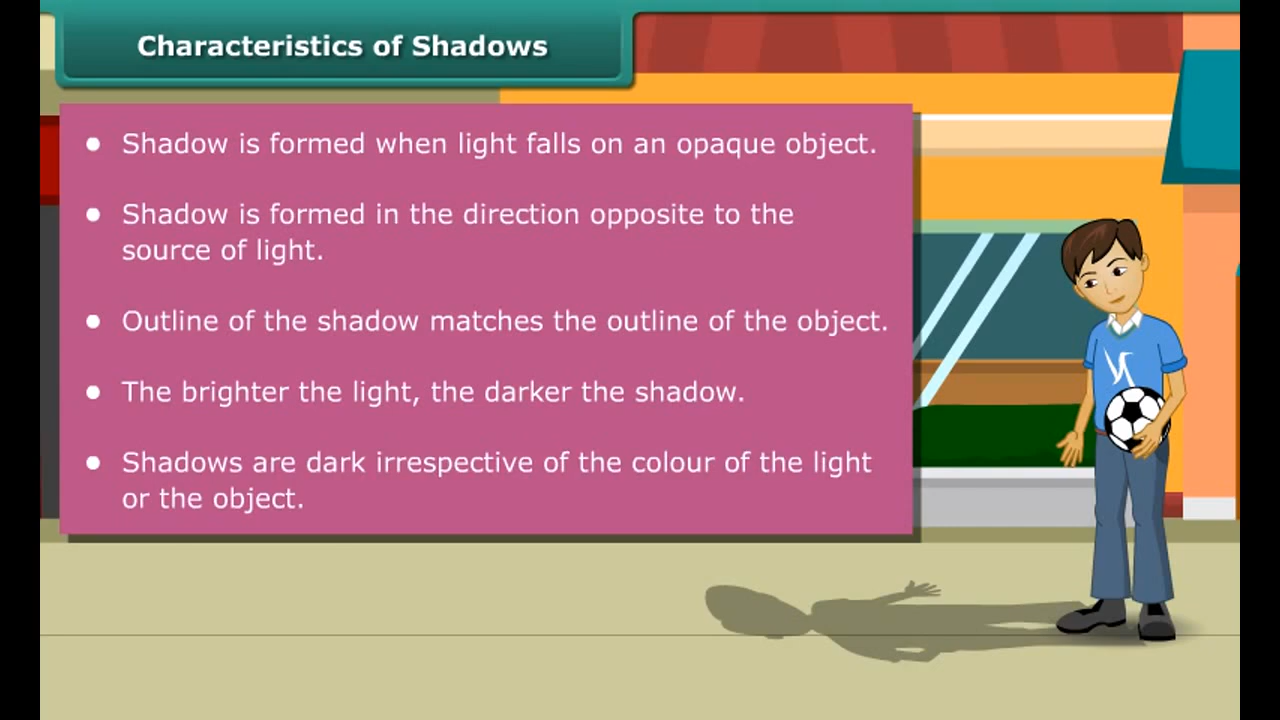 Characteristics of Shadows
● Shadow is formed when light falls on an opaque object.
● Shadow is formed in the direction opposite to the
source of light.
● Outline of the shadow matches the outline of the object.
● The brighter the light, the darker the shadow.
● Shadows are dark irrespective of the colour of the light
or the object.